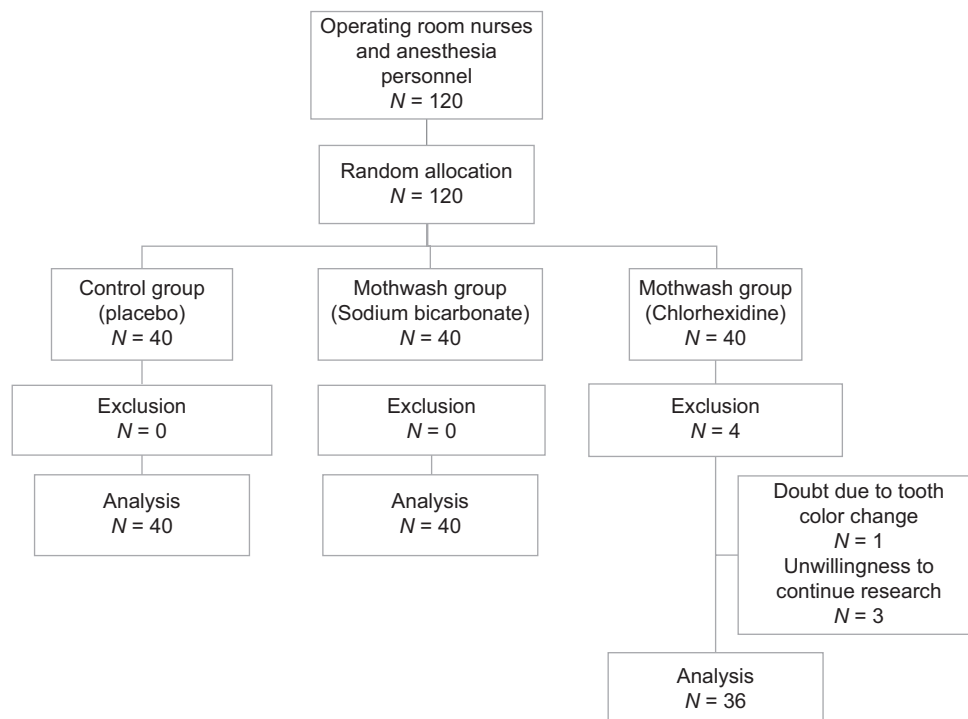 Operating room nurses
and anesthesia
personnel
N = 120
Random allocation
N = 120
Control group
(placebo)
N = 40
Mothwash group
(Sodium bicarbonate)
N = 40
Mothwash group
(Chlorhexidine)
N = 40
Exclusion
N = 0
Exclusion
N = 0
Exclusion
N = 4
Analysis
N = 40
Analysis
N = 40
Doubt due to tooth
color change
N = 1
Unwillingness to
continue research
N = 3
Analysis
N = 36